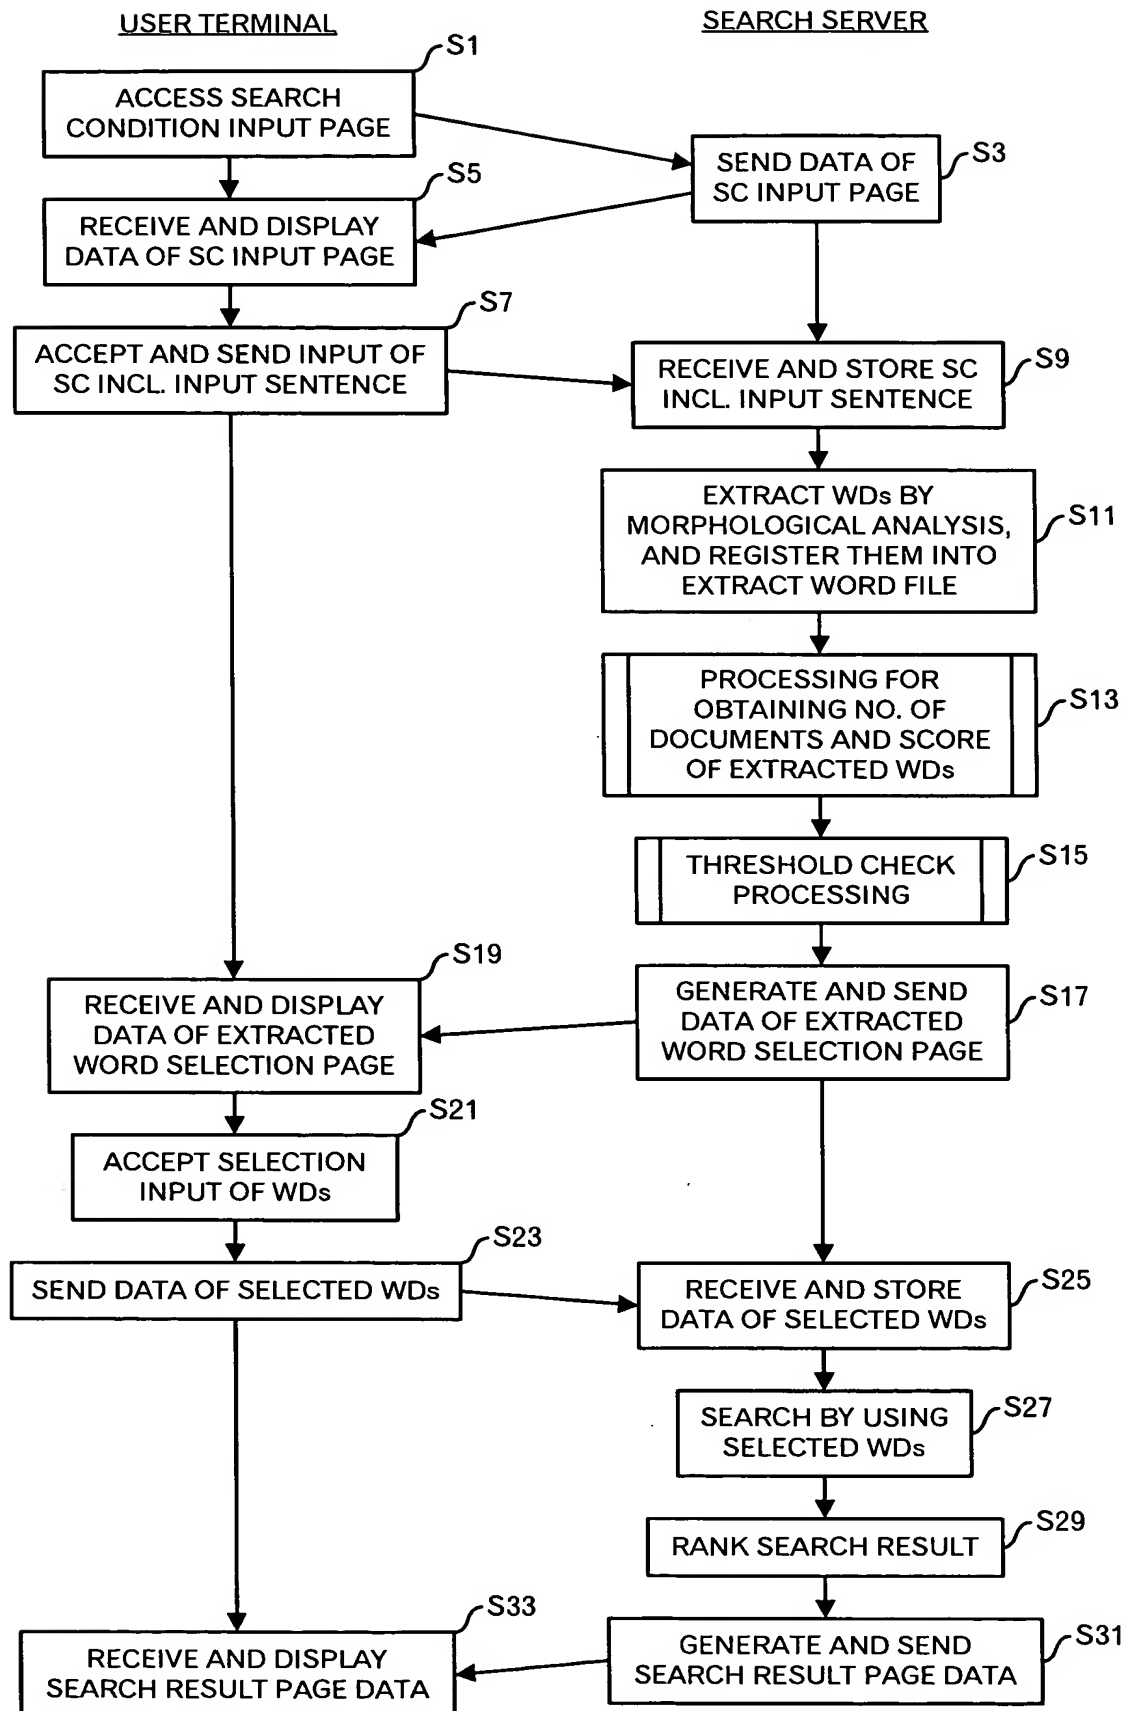 USER TERMINAL
SEARCH SERVER
S1
ACCESS SEARCH
CONDITION INPUT PAGE
S3
SEND DATA OF
SC INPUT PAGE
S5
RECEIVE AND DISPLAY
DATA OF SC INPUT PAGE
S7
ACCEPT AND SEND INPUT OF
SC INCL. INPUT SENTENCE
S9
RECEIVE AND STORE SC
INCL. INPUT SENTENCE
S11
EXTRACT WDs BY
MORPHOLOGICAL ANALYSIS,
AND REGISTER THEM INTO
EXTRACT WORD FILE
S13
PROCESSING FOR
OBTAINING NO. OF
DOCUMENTS AND SCORE
OF EXTRACTED WDs
S15
THRESHOLD CHECK
PROCESSING
S17
GENERATE AND SEND
DATA OF EXTRACTED
WORD SELECTION PAGE
S19
RECEIVE AND DISPLAY
DATA OF EXTRACTED
WORD SELECTION PAGE
S21
ACCEPT SELECTION
INPUT OF WDs
S23
SEND DATA OF SELECTED WDs
S25
RECEIVE AND STORE
DATA OF SELECTED WDs
S27
SEARCH BY USING
SELECTED WDs
S29
RANK SEARCH RESULT
S31
GENERATE AND SEND
SEARCH RESULT PAGE DATA
S33
RECEIVE AND DISPLAY
SEARCH RESULT PAGE DATA